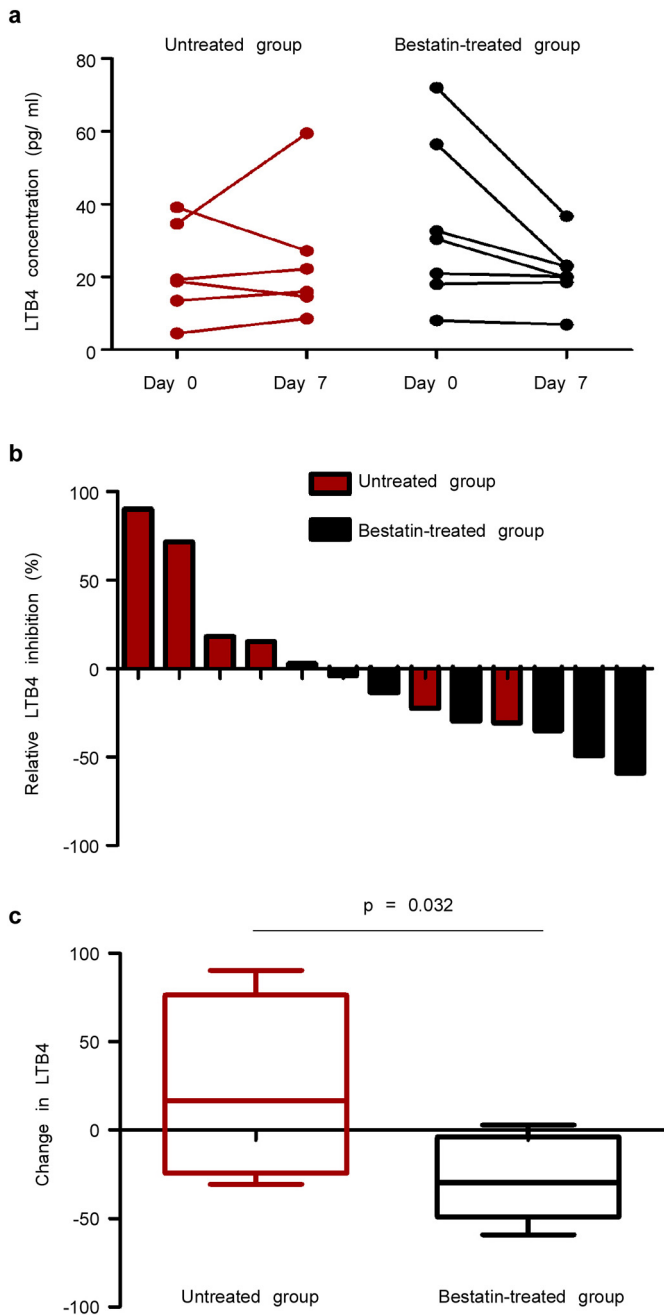 a
Untreated group
Bestatin-treated group
80
60
40
20
0
LTB4 concentration (pg/ ml)
Day 0
Day 7
Day 0
Day 7
b
Untreated group
Bestatin-treated group
100
50
0
-50
-100
Relative LTB4 inhibition (%)
p = 0.032
c
100
50
0
-50
-100
Change in LTB4
Untreated group
Bestatin-treated group